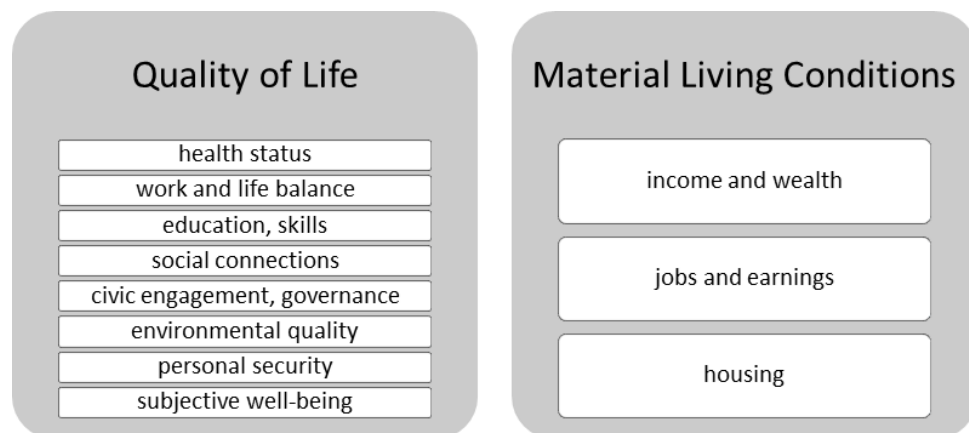 Quality of Life
health status
work and life balance
education, skills
social connections
civic engagement, governance
environmental quality
personal security
subjective well-being
Material Living Conditions
income and wealth
jobs and earnings
housing